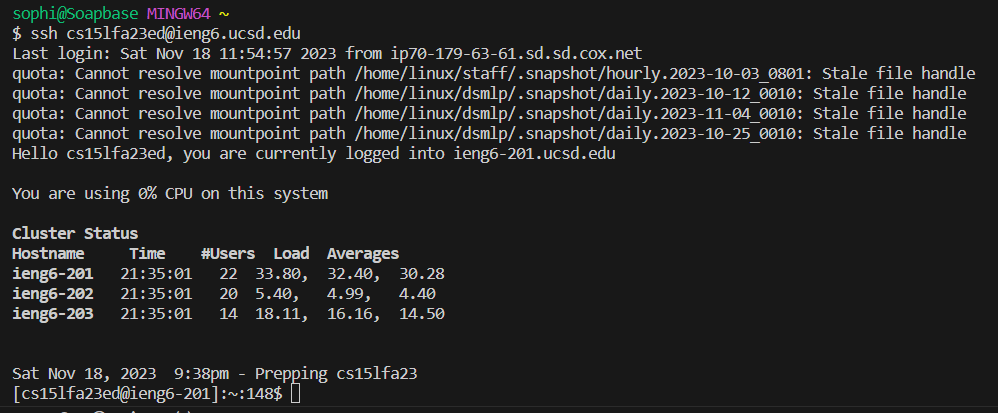 sophi@Soapbase MINGW64 ~
$ ssh cs15lfa23ed@ieng6.ucsd.edu
Last login: Sat Nov 18 11:54:57 2023 from ip70-179-63-61.sd.sd.cox.net
quota: Cannot resolve mountpoint path /home/linux/staff/.snapshot/hourly.2023-10-03_0801: Stale file handle
quota: Cannot resolve mountpoint path /home/linux/dsmlp/.snapshot/daily.2023-10-12_0010: Stale file handle
quota: Cannot resolve mountpoint path /home/linux/dsmlp/.snapshot/daily.2023-11-04_0010: Stale file handle
quota: Cannot resolve mountpoint path /home/linux/dsmlp/.snapshot/daily.2023-10-25_0010: Stale file handle
Hello cs15lfa23ed, you are currently logged into ieng6-201.ucsd.edu
You are using 0% CPU on this system
Cluster Status
Hostname Time #Users Load Averages
ieng6-201 21:35:01 22 33.80, 32.40, 30.28
ieng6-202 21:35:01 20 5.40, 4.99, 4.40
ieng6-203 21:35:01 14 18.11, 16.16, 14.50
Sat Nov 18, 2023 9:38pm - Prepping cs15lfa23
[cs15lfa23ed@ieng6-201]:~:148$